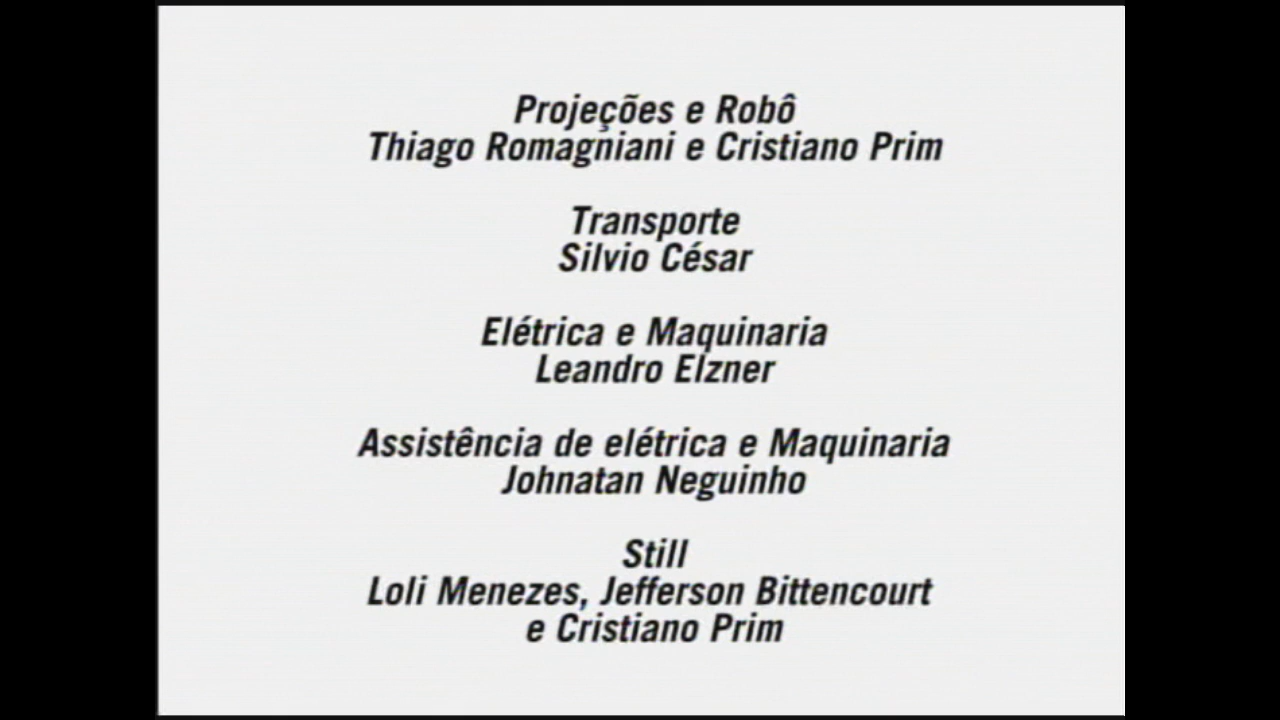 Projeções e Robô
Thiago Romagniani e Cristiano Prim
Transporte
Silvio César
Elétrica e Maquinaria
Leandro Elzner
Assistência de elétrica e Maquinaria
Johnatan Neguinho
Still
Loli Menezes, Jefferson Bittencourt
e Cristiano Prim